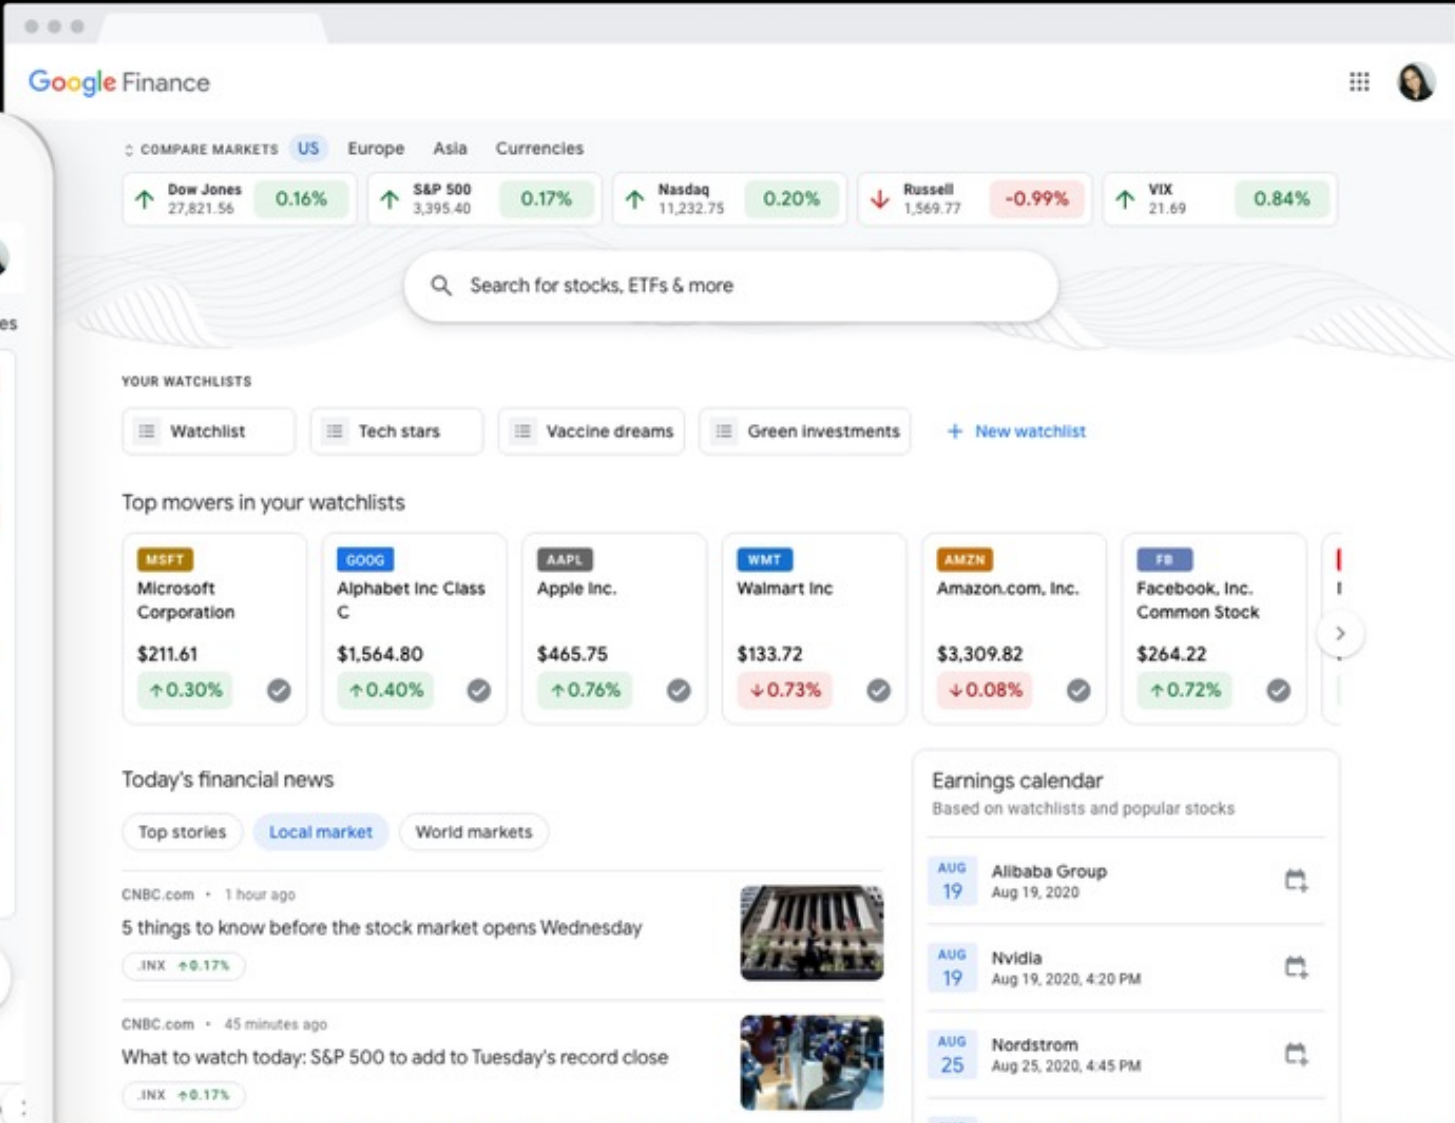 Google Finance
COMPARE MARKETS US Europe Asia Currencies
Dow Jones
27,821.56
0.16%
S&P 500
3,395.40
0.17%
Nasdaq
11,232.75
0.20%
Russell
1,569.77
-0.99%
VIX
21.69
0.84%
es
Search for stocks, ETFs & more
YOUR WATCHLISTS
Watchlist
Tech stars
Vaccine dreams
Green investments
+ New watchlist
Top movers in your watchlists
MSFT
Microsoft
Corporation
$211.61
↑0.30%
GOOG
Alphabet Inc Class
C
$1,564.80
↑0.40%
AAPL
Apple Inc.
$465.75
↑0.76%
WMT
Walmart Inc
$133.72
↓0.73%
AMZN
Amazon.com, Inc.
$3,309.82
↓0.08%
FB
Facebook, Inc.
Common Stock
$264.22
↑0.72%
Today's financial news
Top stories
Local market
World markets
CNBC.com • 1 hour ago
5 things to know before the stock market opens Wednesday
.INX ↑0.17%
CNBC.com • 45 minutes ago
What to watch today: S&P 500 to add to Tuesday's record close
.INX ↑0.17%
Earnings calendar
Based on watchlists and popular stocks
AUG
19
Alibaba Group
Aug 19, 2020
AUG
19
Nvidia
Aug 19, 2020, 4:20 PM
AUG
25
Nordstrom
Aug 25, 2020, 4:45 PM